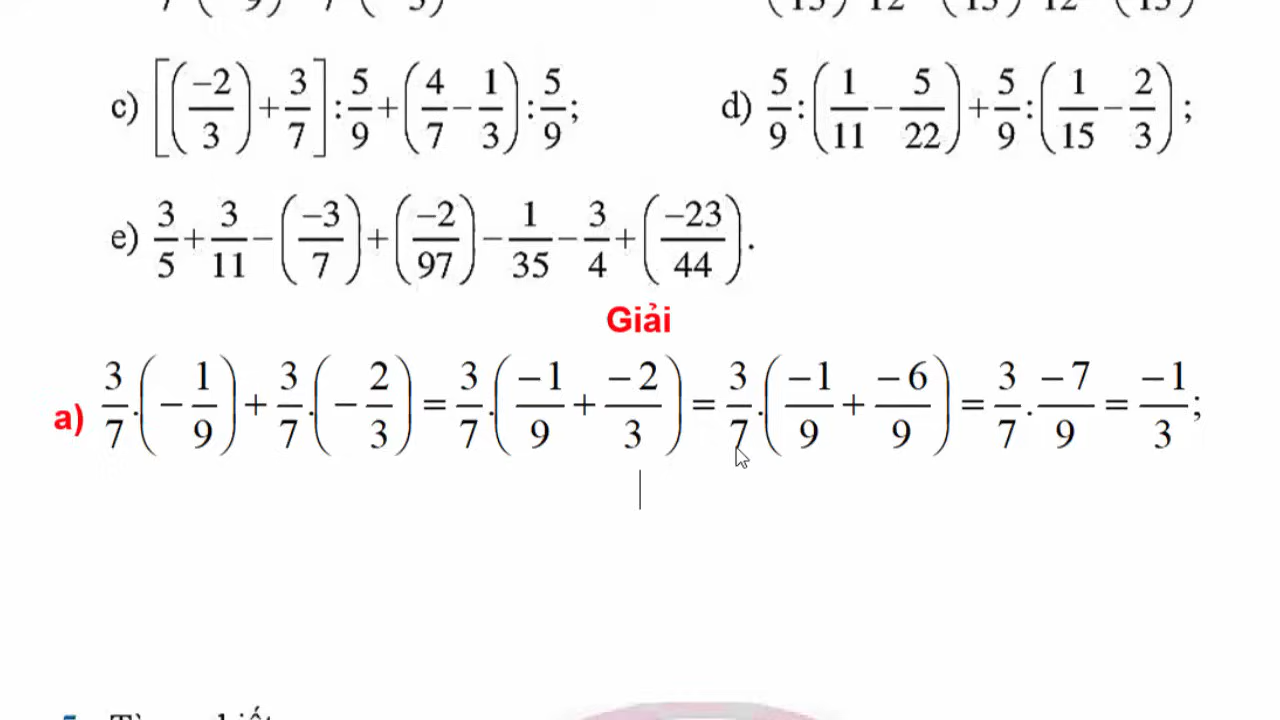 c) [((-2)/3) + 3/7] : 5/9 + (4/7 − 1/3) : 5/9; d) 5/9 : (1/11 − 5/22) + 5/9 : (1/15 − 2/3);
e) 3/5 + 3/11 − ((-3)/7) + ((-2)/97) − 1/35 − 3/4 + ((-23)/44).
Giải
a) 3/7.(− 1/9) + 3/7.(− 2/3) = 3/7.((-1)/9 + (-2)/3) = 3/7.((-1)/9 + (-6)/9) = 3/7.(-7)/9 = (-1)/3;